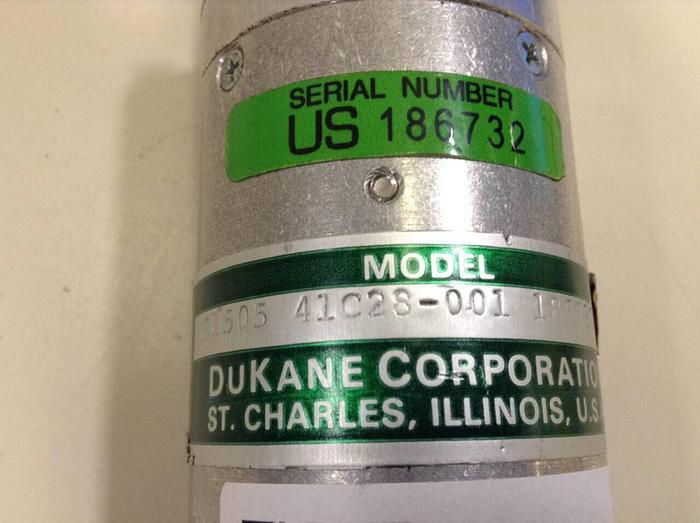 SERIAL NUMBER
US 186732
MODEL
41C28-001
DUKANE CORPORATIO
ST. CHARLES, ILLINOIS, U.S.